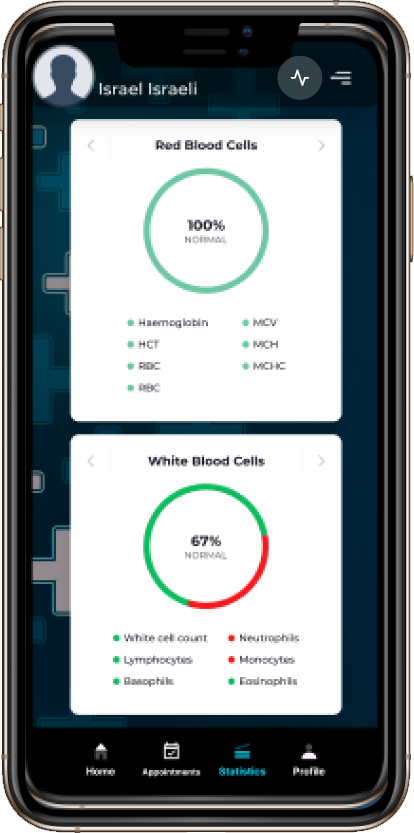 Israel Israeli
Red Blood Cells
100%
NORMAL
Haemoglobin MCV
HCT MCH
RBC MCHC
RBC
White Blood Cells
67%
NORMAL
White cell count Neutrophils
Lymphocytes Monocytes
Basophils Eosinophils
Home Appointments Statistics Profile